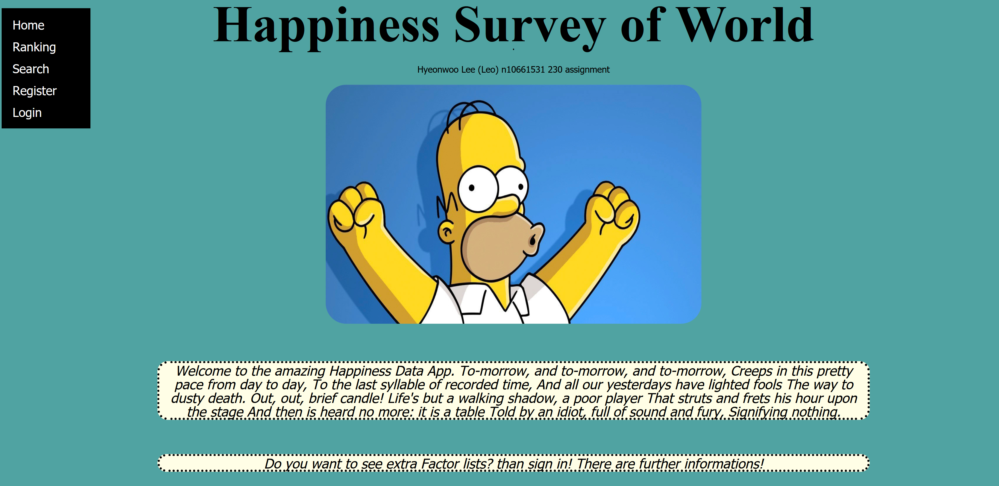 Happiness Survey of World
.
Home
Ranking
Search
Register
Login
Hyeonwoo Lee (Leo) n10661531 230 assignment
Welcome to the amazing Happiness Data App. To-morrow, and to-morrow, and to-morrow, Creeps in this pretty
pace from day to day, To the last syllable of recorded time, And all our yesterdays have lighted fools The way to
dusty death. Out, out, brief candle! Life's but a walking shadow, a poor player That struts and frets his hour upon
the stage And then is heard no more: it is a table Told by an idiot, full of sound and fury, Signifying nothing.
Do you want to see extra Factor lists? than sign in! There are further informations!